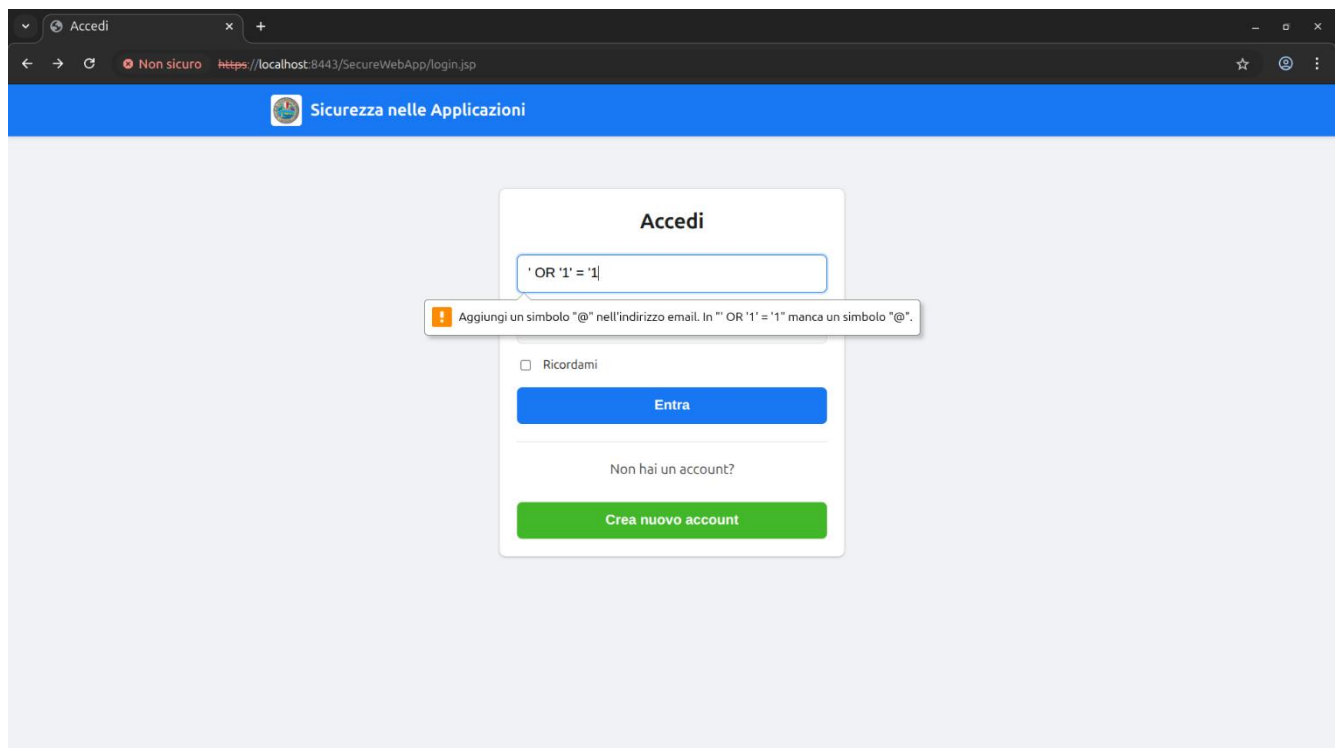 Accedi
Non sicuro https://localhost:8443/SecureWebApp/login.jsp
Sicurezza nelle Applicazioni
Accedi
' OR '1' = '1
Aggiungi un simbolo "@" nell'indirizzo email. In "' OR '1' = '1" manca un simbolo "@".
Ricordami
Entra
Non hai un account?
Crea nuovo account